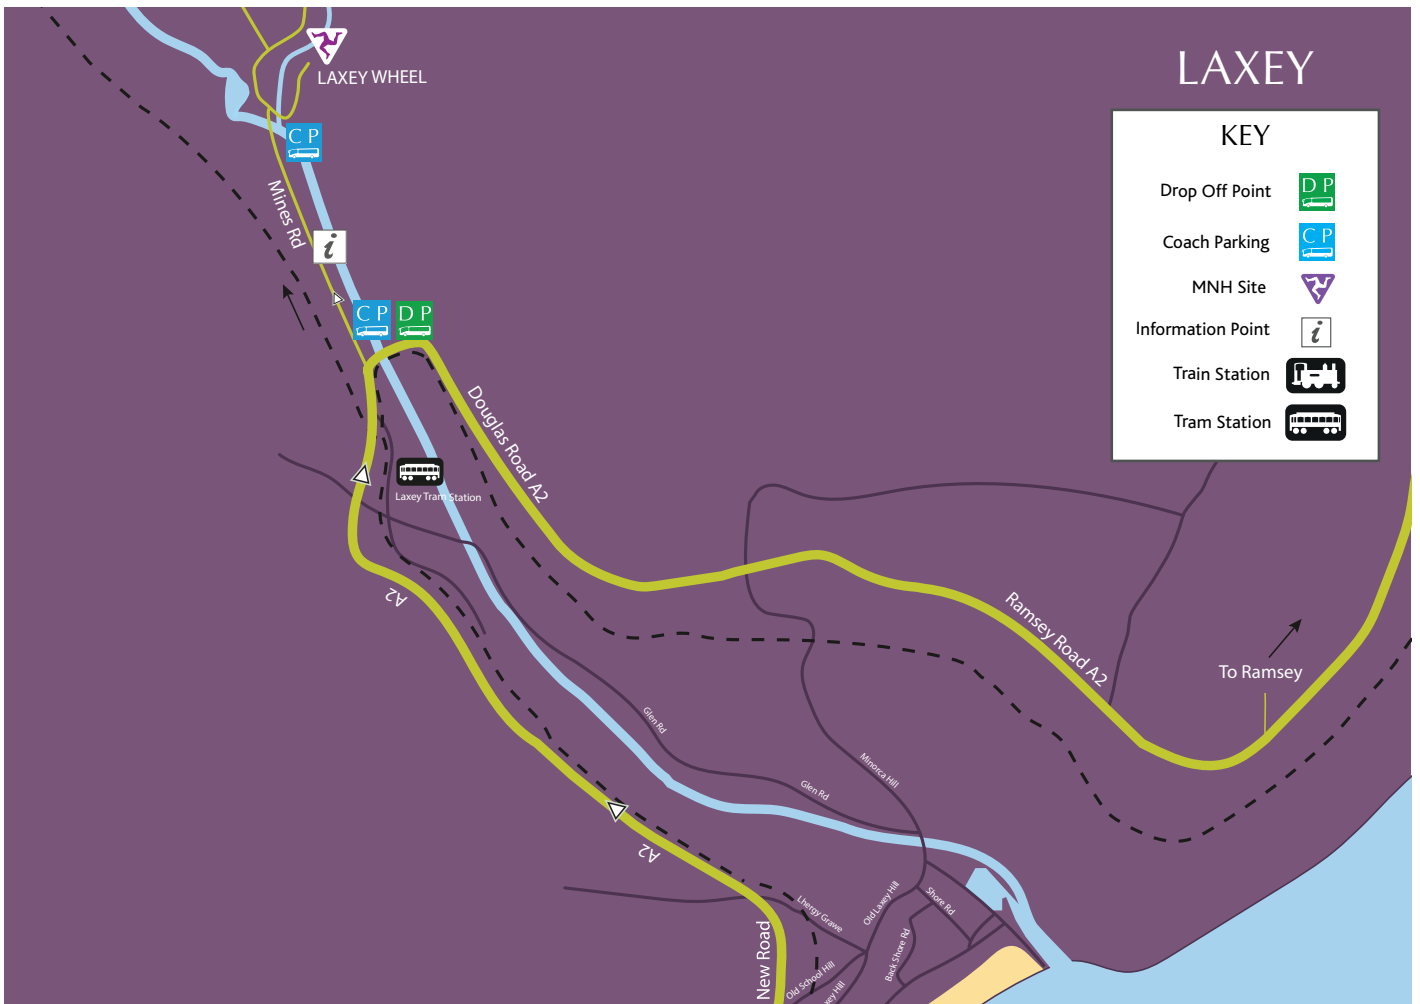 LAXEY
KEY
Drop Off Point
D P
Coach Parking
C P
MNH Site
Information Point
i
Train Station
Tram Station
LAXEY WHEEL
C P
Mines Rd
i
C P
D P
Douglas Road A2
Laxey Tram Station
A2
Ramsey Road A2
To Ramsey
Glen Rd
Minorca Hill
Glen Rd
A2
Lhergy Grawe
Old Laxey Hill
Shore Rd
Back Shore Rd
New Road
Old School Hill
Hill